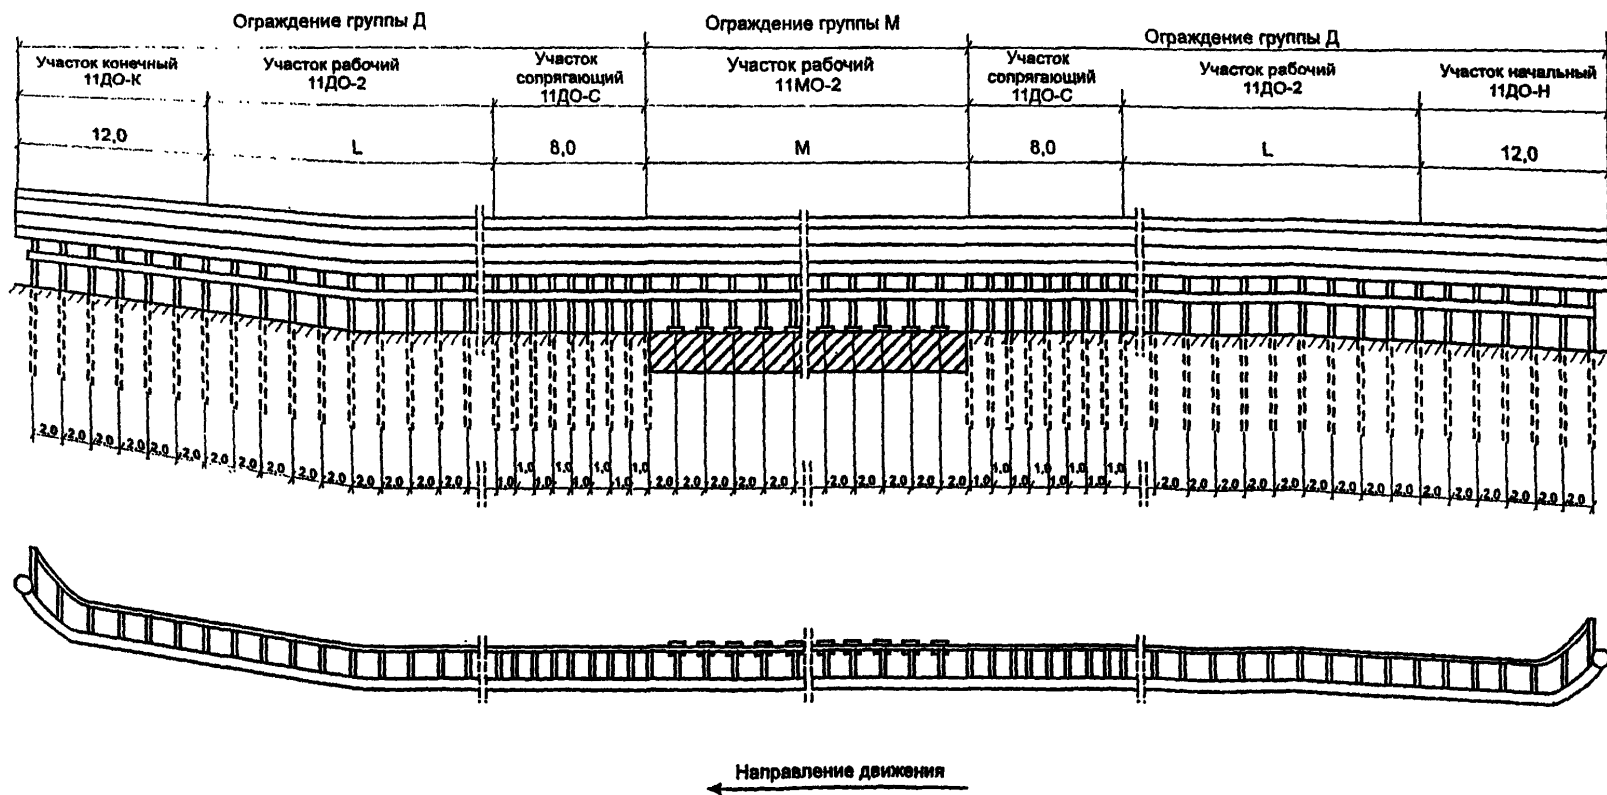 Ограждение группы Д
Ограждение группы М
Ограждение группы Д
Участок конечный
11ДО-К
Участок рабочий
11ДО-2
Участок
сопрягающий
11ДО-С
Участок рабочий
11МО-2
Участок
сопрягающий
11ДО-С
Участок рабочий
11ДО-2
Участок начальный
11ДО-Н
12,0
L
8,0
М
8,0
L
12,0
2,0 2,0 2,0 2,0 2,0 2,0 2,0 2,0 2,0 2,0 2,0 2,0 2,0 2,0 2,0
1,0 1,0 1,0 1,0
1,0 1,0 1,0 1,0
2,0 2,0 2,0 2,0 2,0
2,0 2,0 2,0 2,0 2,0
1,0 1,0 1,0 1,0
1,0 1,0 1,0 1,0
2,0 2,0 2,0 2,0 2,0 2,0 2,0 2,0 2,0 2,0 2,0 2,0 2,0 2,0 2,0
Направление движения